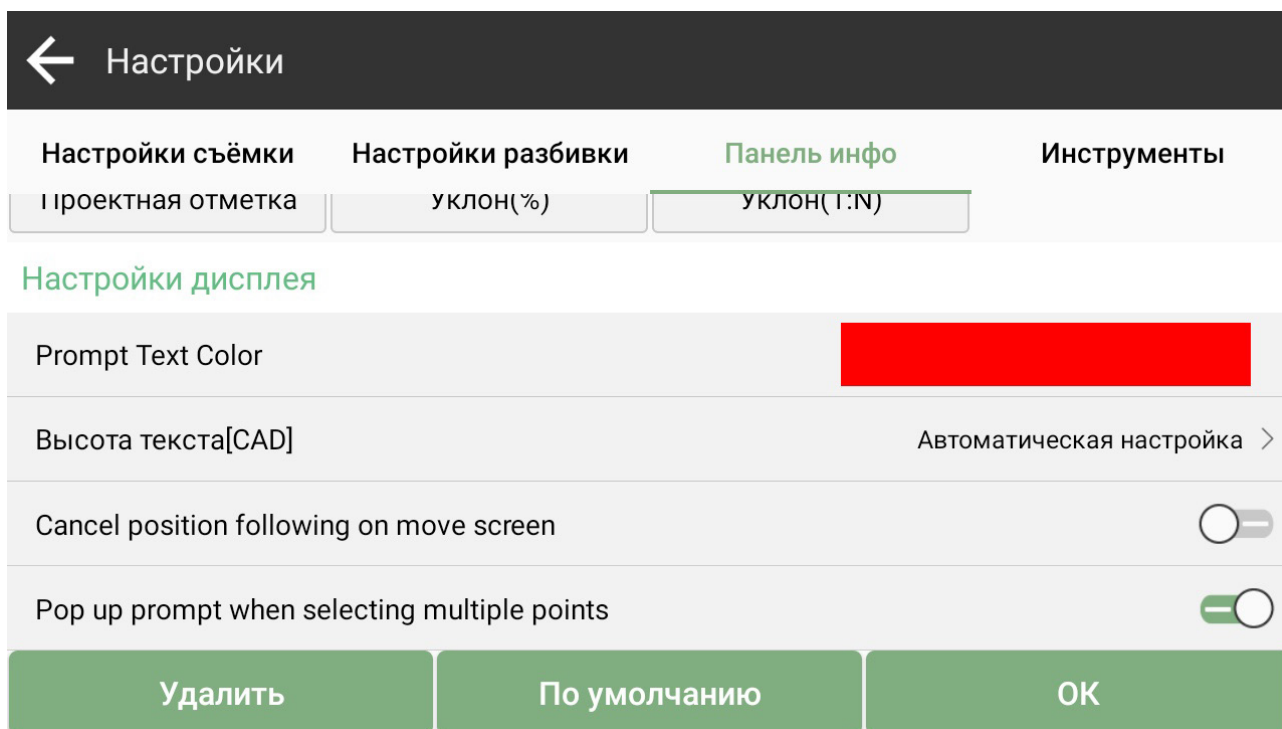 Настройки
Настройки съёмки Настройки разбивки Панель инфо Инструменты
Проектная отметка Уклон(%) Уклон(1:N)
Настройки дисплея
Prompt Text Color
Высота текста[CAD] Автоматическая настройка
Cancel position following on move screen
Pop up prompt when selecting multiple points
Удалить По умолчанию ОК